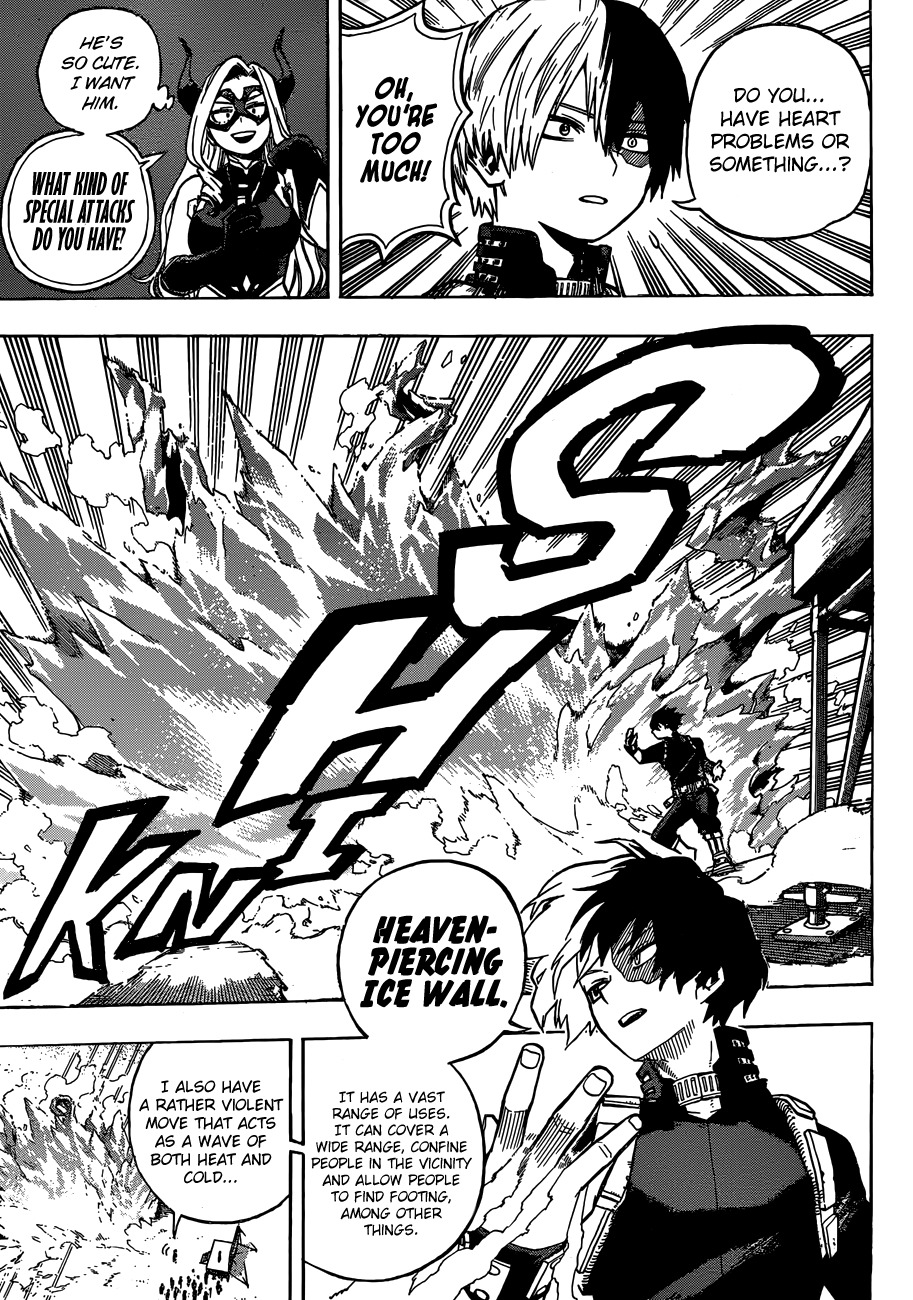 DO YOU...
HAVE HEART
PROBLEMS OR
SOMETHING...?
OH,
YOU'RE
TOO
MUCH!
HE'S
SO CUTE.
I WANT
HIM.
WHAT KIND OF
SPECIAL ATTACKS
DO YOU HAVE?
SHINK
HEAVEN-
PIERCING
ICE WALL.
IT HAS A VAST
RANGE OF USES.
IT CAN COVER A
WIDE RANGE, CONFINE
PEOPLE IN THE VICINITY
AND ALLOW PEOPLE
TO FIND FOOTING,
AMONG OTHER
THINGS.
I ALSO HAVE
A RATHER VIOLENT
MOVE THAT ACTS
AS A WAVE OF
BOTH HEAT AND
COLD...